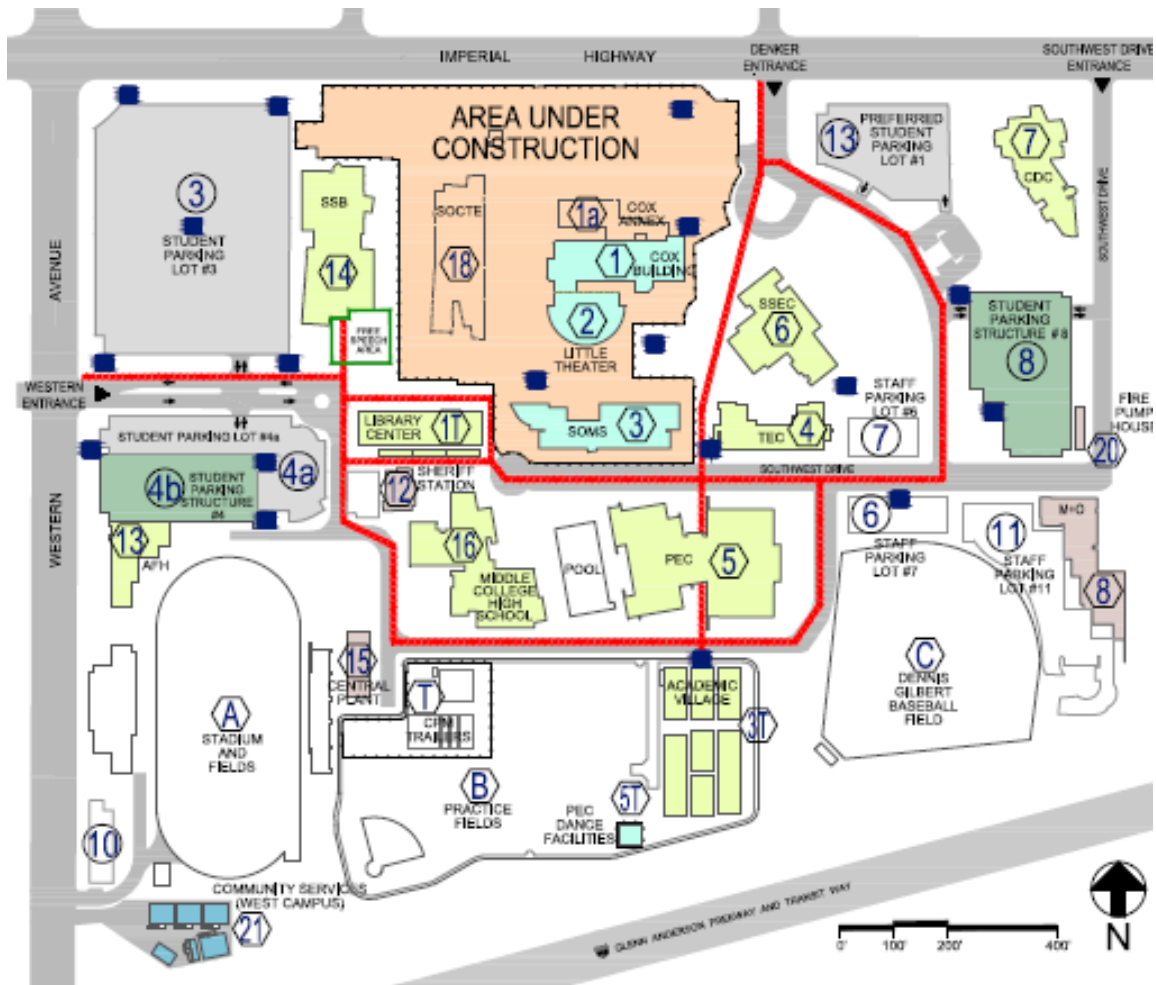 IMPERIAL HIGHWAY
DENKER
ENTRANCE
SOUTHWEST DRIVE
ENTRANCE
AREA UNDER
CONSTRUCTION
13
PREFERRED
STUDENT
PARKING
LOT #1
7
CDC
SOUTHWEST DRIVE
3
STUDENT
PARKING
LOT #3
AVENUE
SSB
14
FREE
SPEECH
AREA
SOCTE
18
1a
COX
ANNEX
1
COX
BUILDING
2
LITTLE
THEATER
SSEC
6
STUDENT
PARKING
STRUCTURE #8
8
WESTERN
ENTRANCE
LIBRARY
CENTER
1T
SOMS
3
TEC
4
STAFF
PARKING
LOT #6
7
FIRE
PUMP
HOUSE
20
STUDENT PARKING LOT #4a
4a
4b
STUDENT
PARKING
STRUCTURE
#4
SHERIFF
STATION
12
SOUTHWEST DRIVE
WESTERN
13
AFH
16
MIDDLE
COLLEGE
HIGH
SCHOOL
POOL
PEC
5
6
STAFF
PARKING
LOT #7
11
STAFF
PARKING
LOT #11
M+O
8
15
CENTRAL
PLANT
T
CPM
TRAILERS
ACADEMIC
VILLAGE
3T
C
DENNIS
GILBERT
BASEBALL
FIELD
A
STADIUM
AND
FIELDS
B
PRACTICE
FIELDS
5T
PEC
DANCE
FACILITIES
10
COMMUNITY SERVICES
(WEST CAMPUS)
21
GLENN ANDERSON FREEWAY AND TRANSIT WAY
0' 100' 200' 400'
N